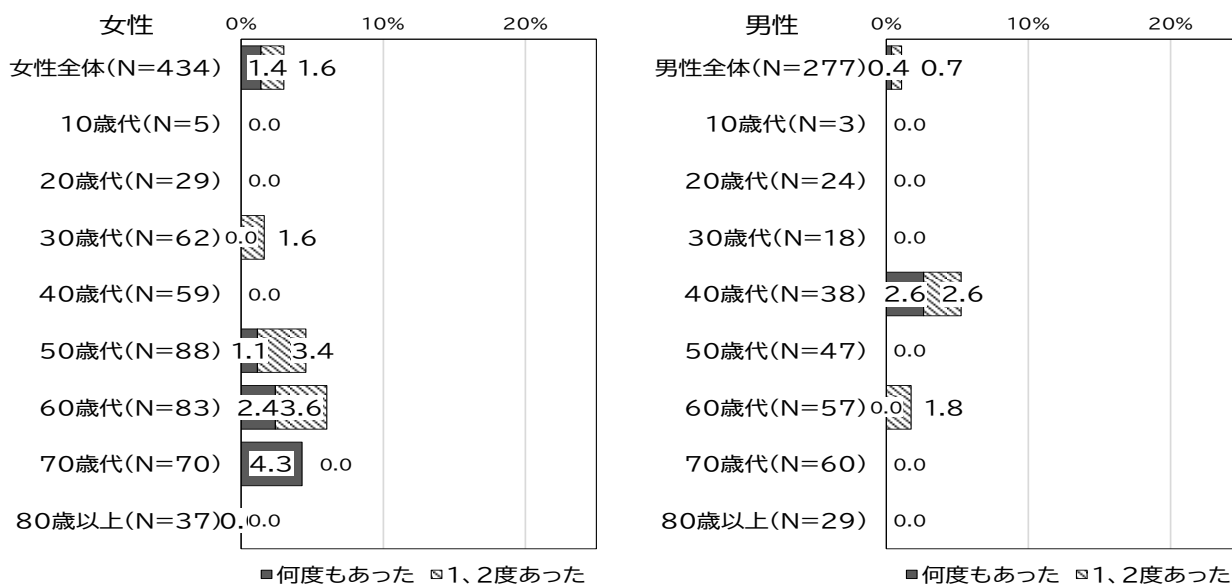 女性 0% 10% 20%
女性全体(N=434) 1.4 1.6
10歳代(N=5) 0.0
20歳代(N=29) 0.0
30歳代(N=62) 0.0 1.6
40歳代(N=59) 0.0
50歳代(N=88) 1.1 3.4
60歳代(N=83) 2.4 3.6
70歳代(N=70) 4.3 0.0
80歳以上(N=37) 0. 0.0
■何度もあった 1、2度あった
男性 0% 10% 20%
男性全体(N=277) 0.4 0.7
10歳代(N=3) 0.0
20歳代(N=24) 0.0
30歳代(N=18) 0.0
40歳代(N=38) 2.6 2.6
50歳代(N=47) 0.0
60歳代(N=57) 0.0 1.8
70歳代(N=60) 0.0
80歳以上(N=29) 0.0
■何度もあった 1、2度あった